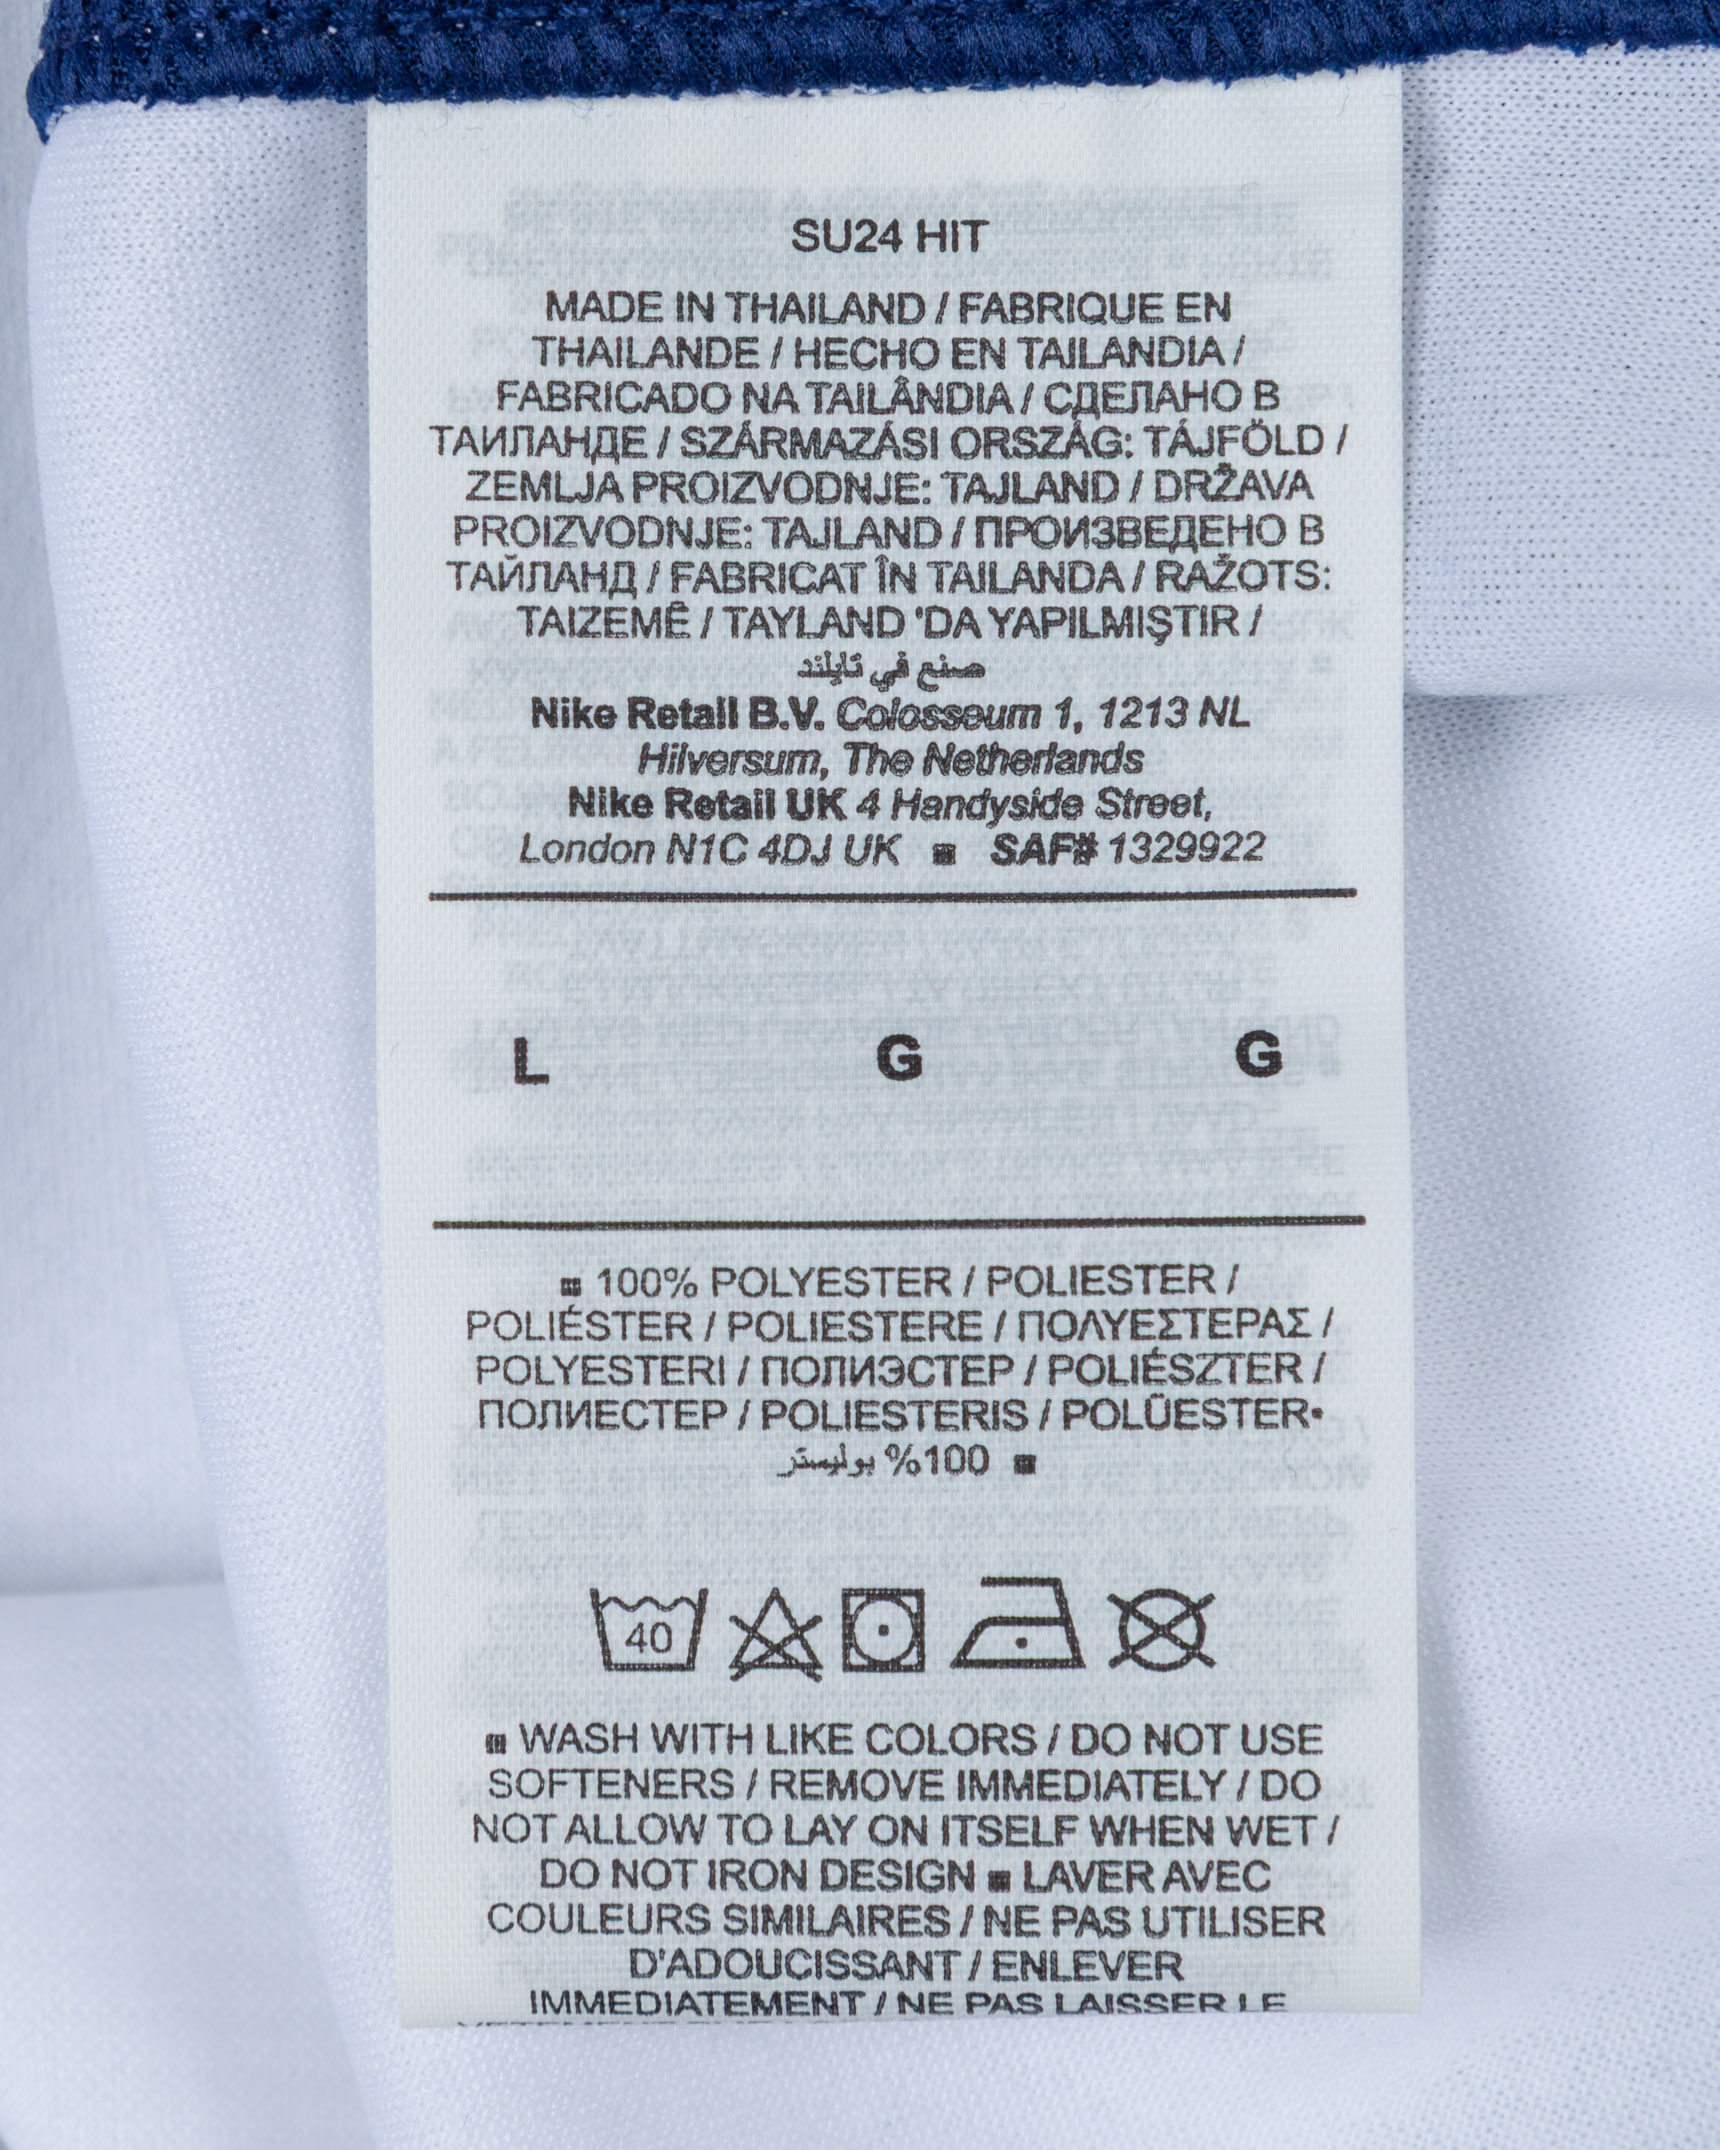 SU24 HIT
MADE IN THAILAND / FABRIQUE EN
THAILANDE / HECHO EN TAILANDIA /
FABRICADO NA TAILÂNDIA / СДЕЛАНО В
ТАИЛАНДЕ / SZÁRMAZÁSI ORSZÁG: TÁJFÖLD /
ZEMLJA PROIZVODNJE: TAJLAND / DRŽAVA
PROIZVODNJE: TAJLAND / ПРОИЗВЕДЕНО В
ТАЙЛАНД / FABRICAT ÎN TAILANDA / RAŽOTS:
TAIZEMĒ / TAYLAND 'DA YAPILMIŞTIR /
صنع في تايلند
Nike Retail B.V. Colosseum 1, 1213 NL
Hilversum, The Netherlands
Nike Retail UK 4 Handyside Street,
London N1C 4DJ UK ■ SAF# 1329922
L G G
■ 100% POLYESTER / POLIESTER /
POLIÉSTER / POLIESTERE / ΠΟΛΥΕΣΤΕΡΑΣ /
POLYESTERI / ПОЛИЭСТЕР / POLIÉSZTER /
ПОЛИЕСТЕР / POLIESTERIS / POLÜESTER•
■ 100% بوليستر
40
■ WASH WITH LIKE COLORS / DO NOT USE
SOFTENERS / REMOVE IMMEDIATELY / DO
NOT ALLOW TO LAY ON ITSELF WHEN WET /
DO NOT IRON DESIGN ■ LAVER AVEC
COULEURS SIMILAIRES / NE PAS UTILISER
D'ADOUCISSANT / ENLEVER
IMMEDIATEMENT / NE PAS LAISSER LE